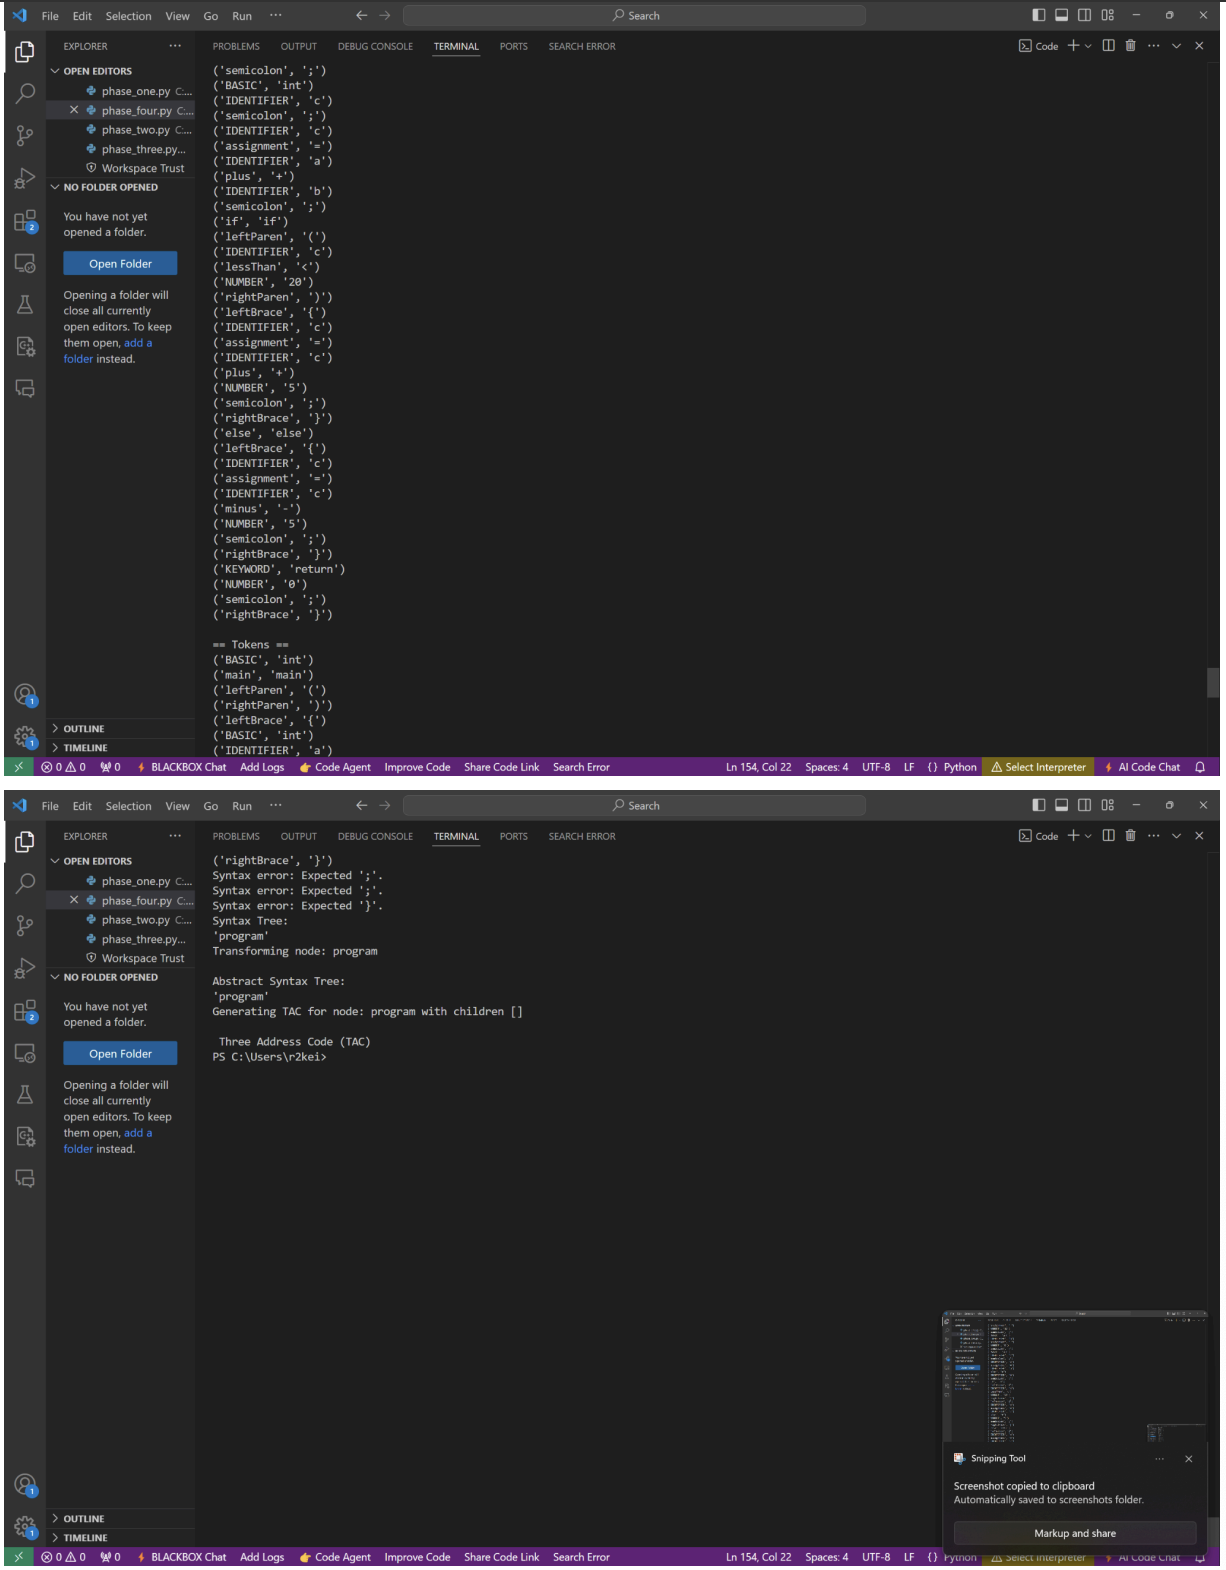 File Edit Selection View Go Run ··· Search
EXPLORER ··· PROBLEMS OUTPUT DEBUG CONSOLE TERMINAL PORTS SEARCH ERROR Code
OPEN EDITORS
phase_one.py C:...
phase_four.py C:...
phase_two.py C:...
phase_three.py...
Workspace Trust
NO FOLDER OPENED
You have not yet
opened a folder.
Open Folder
Opening a folder will
close all currently
open editors. To keep
them open, add a
folder instead.
OUTLINE
TIMELINE
('semicolon', ';')
('BASIC', 'int')
('IDENTIFIER', 'c')
('semicolon', ';')
('IDENTIFIER', 'c')
('assignment', '=')
('IDENTIFIER', 'a')
('plus', '+')
('IDENTIFIER', 'b')
('semicolon', ';')
('if', 'if')
('leftParen', '(')
('IDENTIFIER', 'c')
('lessThan', '<')
('NUMBER', '20')
('rightParen', ')')
('leftBrace', '{')
('IDENTIFIER', 'c')
('assignment', '=')
('IDENTIFIER', 'c')
('plus', '+')
('NUMBER', '5')
('semicolon', ';')
('rightBrace', '}')
('else', 'else')
('leftBrace', '{')
('IDENTIFIER', 'c')
('assignment', '=')
('IDENTIFIER', 'c')
('minus', '-')
('NUMBER', '5')
('semicolon', ';')
('rightBrace', '}')
('KEYWORD', 'return')
('NUMBER', '0')
('semicolon', ';')
('rightBrace', '}')
== Tokens ==
('BASIC', 'int')
('main', 'main')
('leftParen', '(')
('rightParen', ')')
('leftBrace', '{')
('BASIC', 'int')
('IDENTIFIER', 'a')
2
1
1
0 0 0 BLACKBOX Chat Add Logs Code Agent Improve Code Share Code Link Search Error Ln 154, Col 22 Spaces: 4 UTF-8 LF {} Python Select Interpreter AI Code Chat
File Edit Selection View Go Run ··· Search
EXPLORER ··· PROBLEMS OUTPUT DEBUG CONSOLE TERMINAL PORTS SEARCH ERROR Code
OPEN EDITORS
phase_one.py C:...
phase_four.py C:...
phase_two.py C:...
phase_three.py...
Workspace Trust
NO FOLDER OPENED
You have not yet
opened a folder.
Open Folder
Opening a folder will
close all currently
open editors. To keep
them open, add a
folder instead.
OUTLINE
TIMELINE
('rightBrace', '}')
Syntax error: Expected ';'.
Syntax error: Expected ';'.
Syntax error: Expected '}'.
Syntax Tree:
'program'
Transforming node: program
Abstract Syntax Tree:
'program'
Generating TAC for node: program with children []
Three Address Code (TAC)
PS C:\Users\r2kei>
2
1
1
Snipping Tool ···
Screenshot copied to clipboard
Automatically saved to screenshots folder.
Markup and share
0 0 0 BLACKBOX Chat Add Logs Code Agent Improve Code Share Code Link Search Error Ln 154, Col 22 Spaces: 4 UTF-8 LF {} Python Select Interpreter AI Code Chat